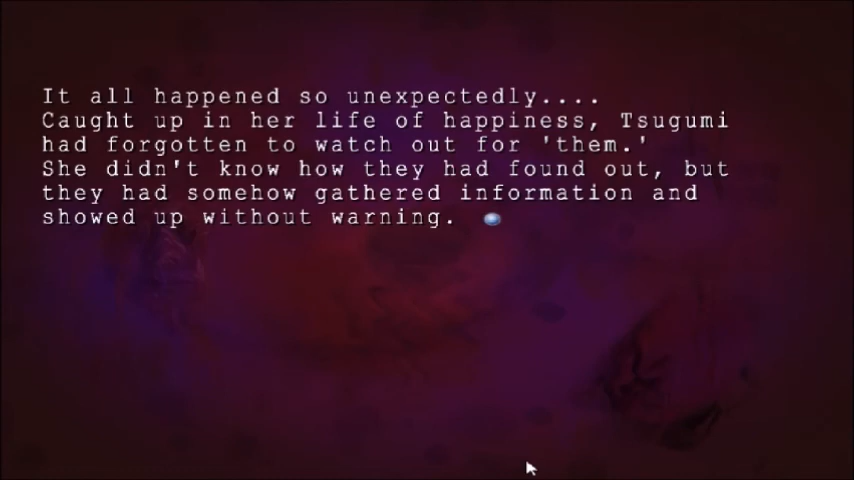 It all happened so unexpectedly....
Caught up in her life of happiness, Tsugumi
had forgotten to watch out for 'them.'
She didn't know how they had found out, but
they had somehow gathered information and
showed up without warning.